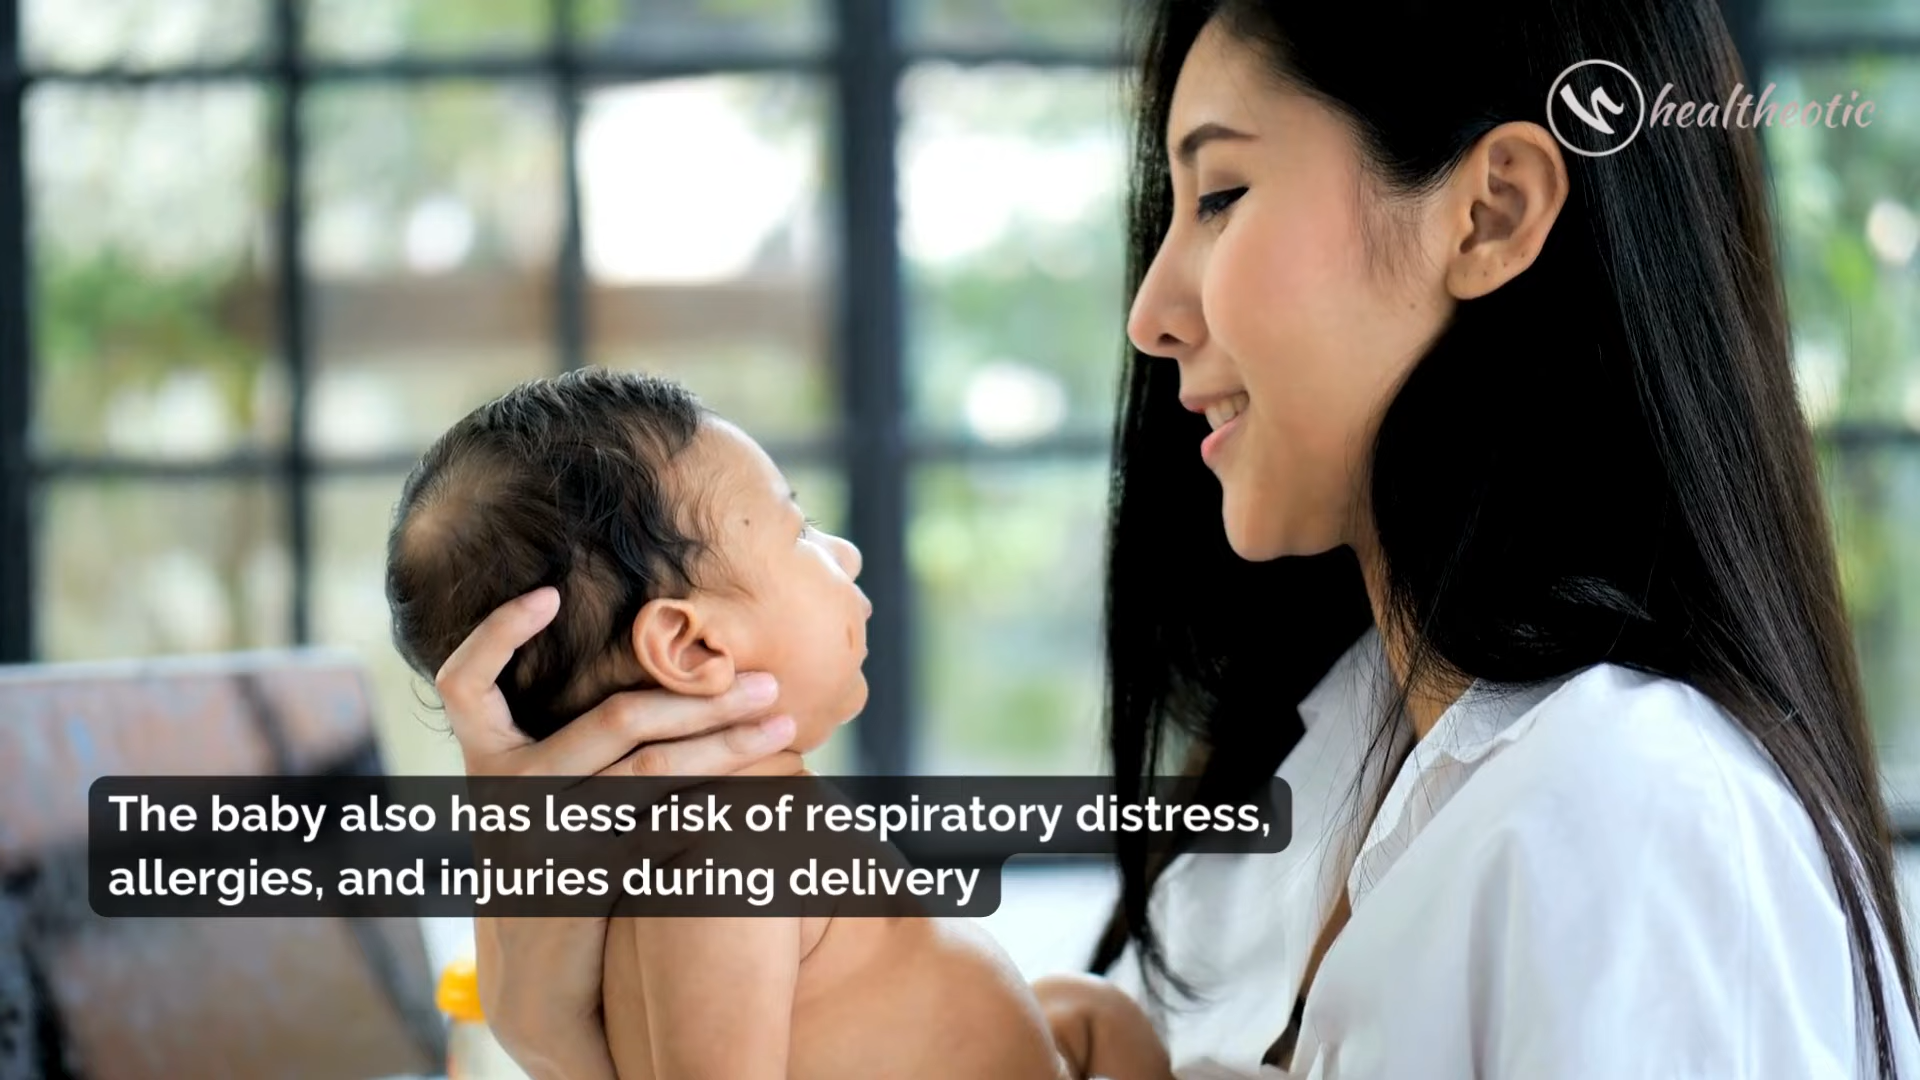 healtheotic
The baby also has less risk of respiratory distress,
allergies, and injuries during delivery